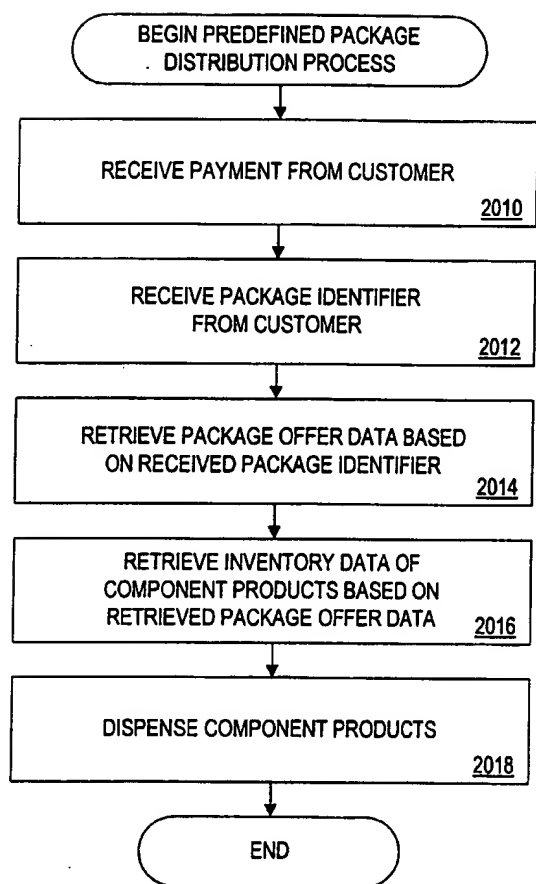 BEGIN PREDEFINED PACKAGE
DISTRIBUTION PROCESS
RECEIVE PAYMENT FROM CUSTOMER
2010
RECEIVE PACKAGE IDENTIFIER
FROM CUSTOMER
2012
RETRIEVE PACKAGE OFFER DATA BASED
ON RECEIVED PACKAGE IDENTIFIER
2014
RETRIEVE INVENTORY DATA OF
COMPONENT PRODUCTS BASED ON
RETRIEVED PACKAGE OFFER DATA
2016
DISPENSE COMPONENT PRODUCTS
2018
END